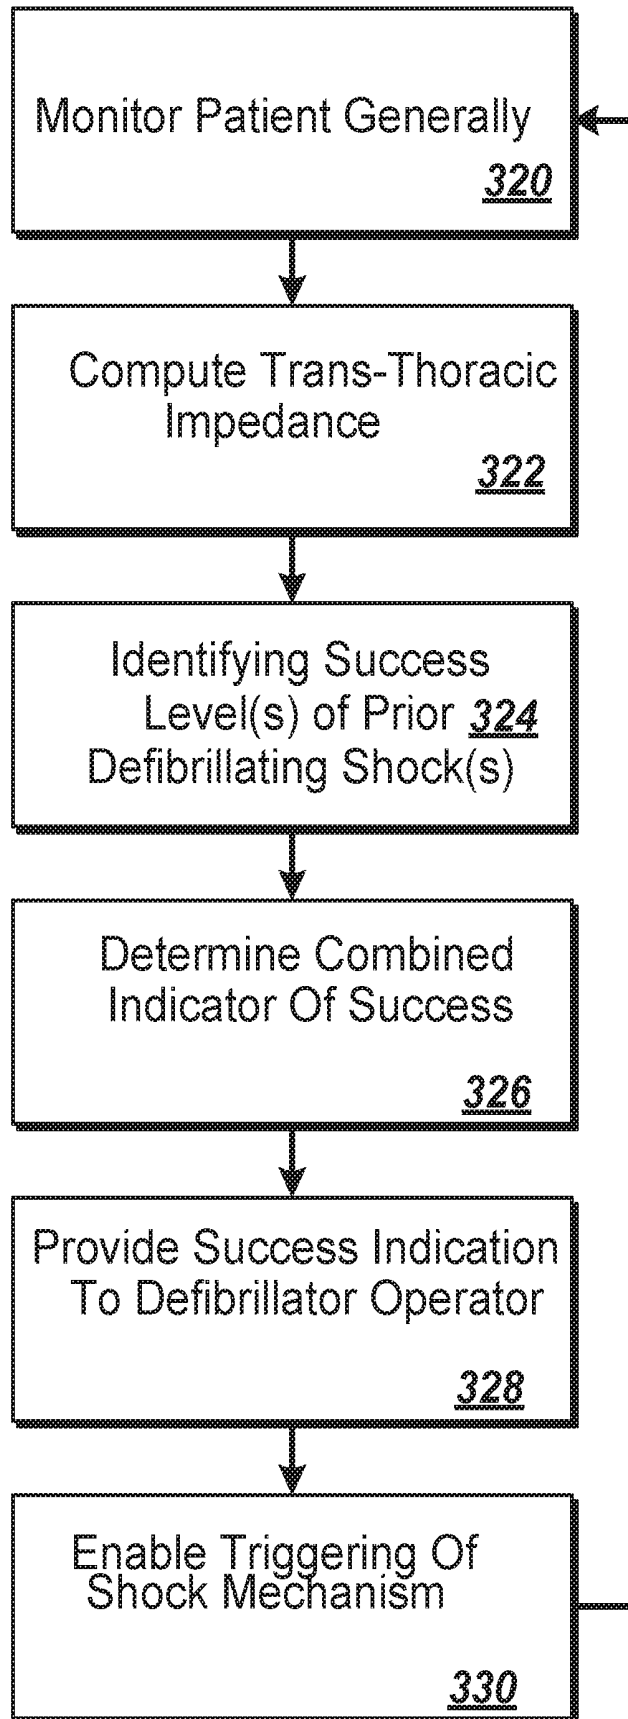 Monitor Patient Generally
320
Compute Trans-Thoracic
Impedance
322
Identifying Success
Level(s) of Prior 324
Defibrillating Shock(s)
Determine Combined
Indicator Of Success
326
Provide Success Indication
To Defibrillator Operator
328
Enable Triggering Of
Shock Mechanism
330